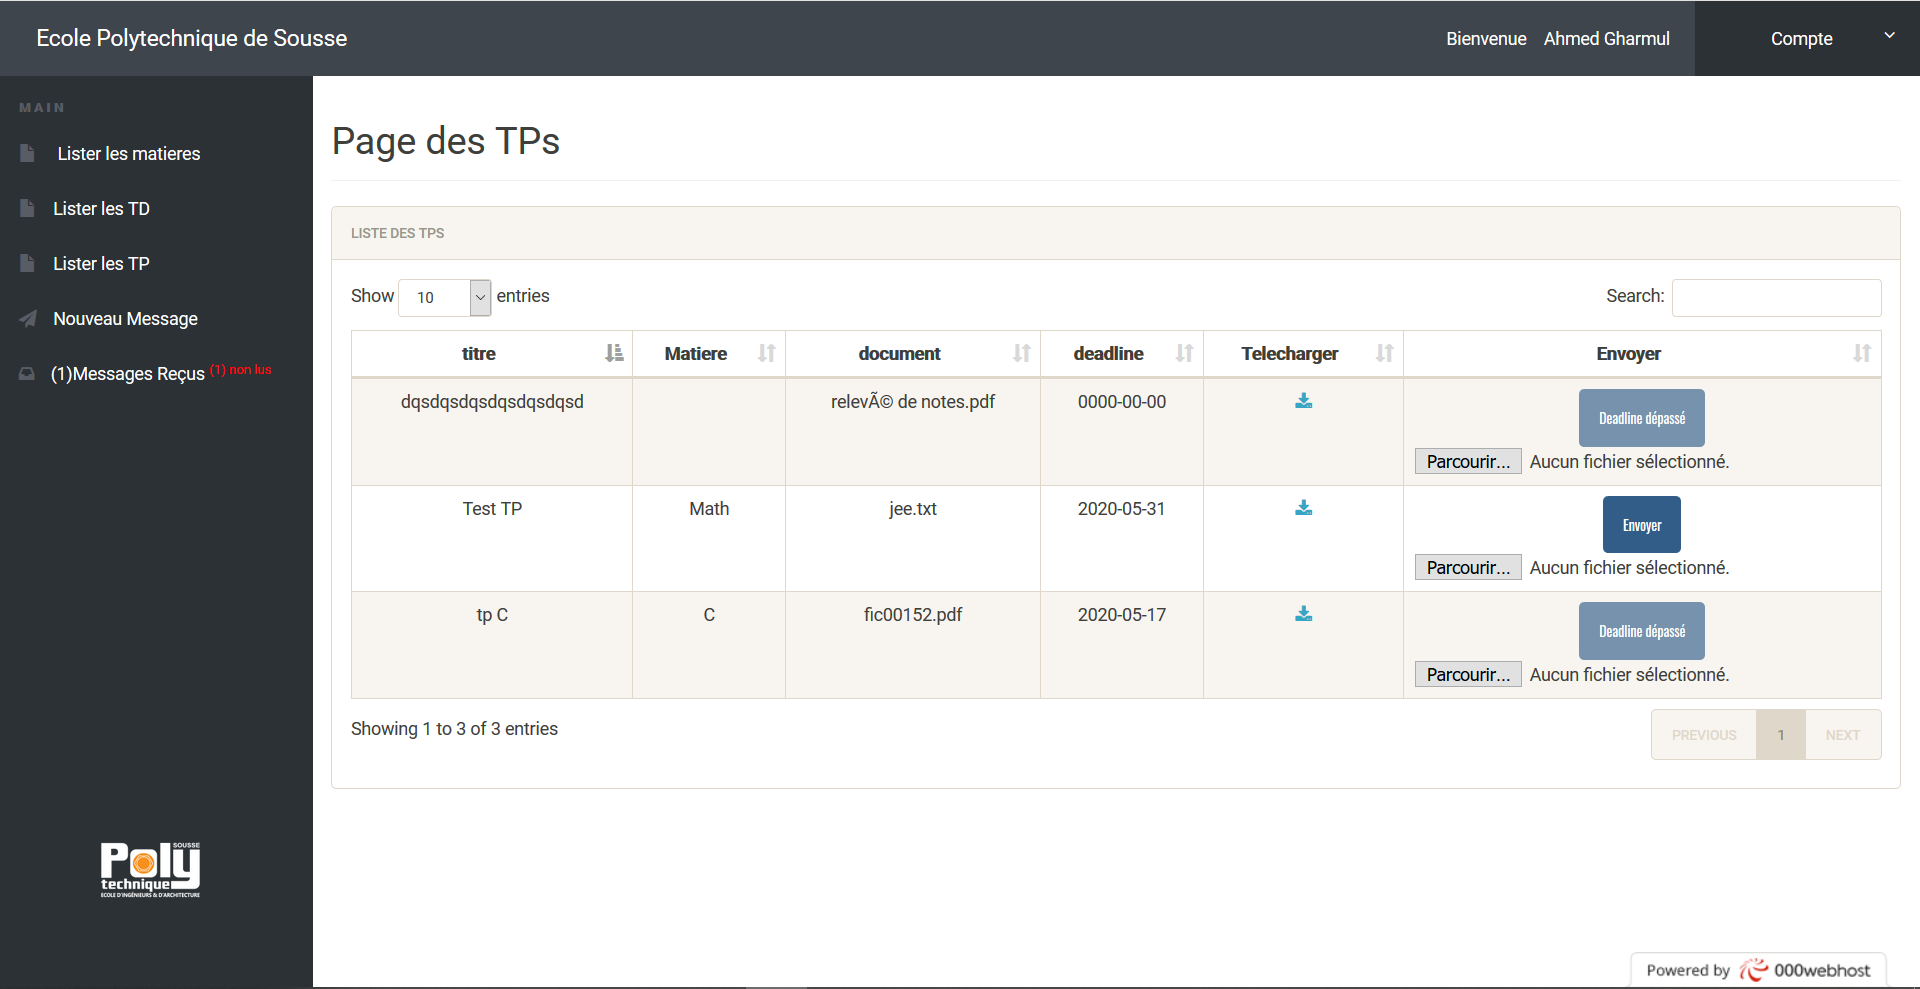 Ecole Polytechnique de Sousse
Bienvenue Ahmed Gharmul
Compte
MAIN
Lister les matieres
Lister les TD
Lister les TP
Nouveau Message
(1)Messages Reçus (1) non lus
SOUSSE
Poly
technique
ECOLE D'INGÉNIEURS & D'ARCHITECTURE
Page des TPs
LISTE DES TPS
Show 10 entries
Search:
titre Matiere document deadline Telecharger Envoyer
dqsdqsdqsdqsdqsdqsd relevÃ© de notes.pdf 0000-00-00 Deadline dépassé
Parcourir... Aucun fichier sélectionné.
Test TP Math jee.txt 2020-05-31 Envoyer
Parcourir... Aucun fichier sélectionné.
tp C C fic00152.pdf 2020-05-17 Deadline dépassé
Parcourir... Aucun fichier sélectionné.
Showing 1 to 3 of 3 entries
PREVIOUS 1 NEXT
Powered by 000webhost